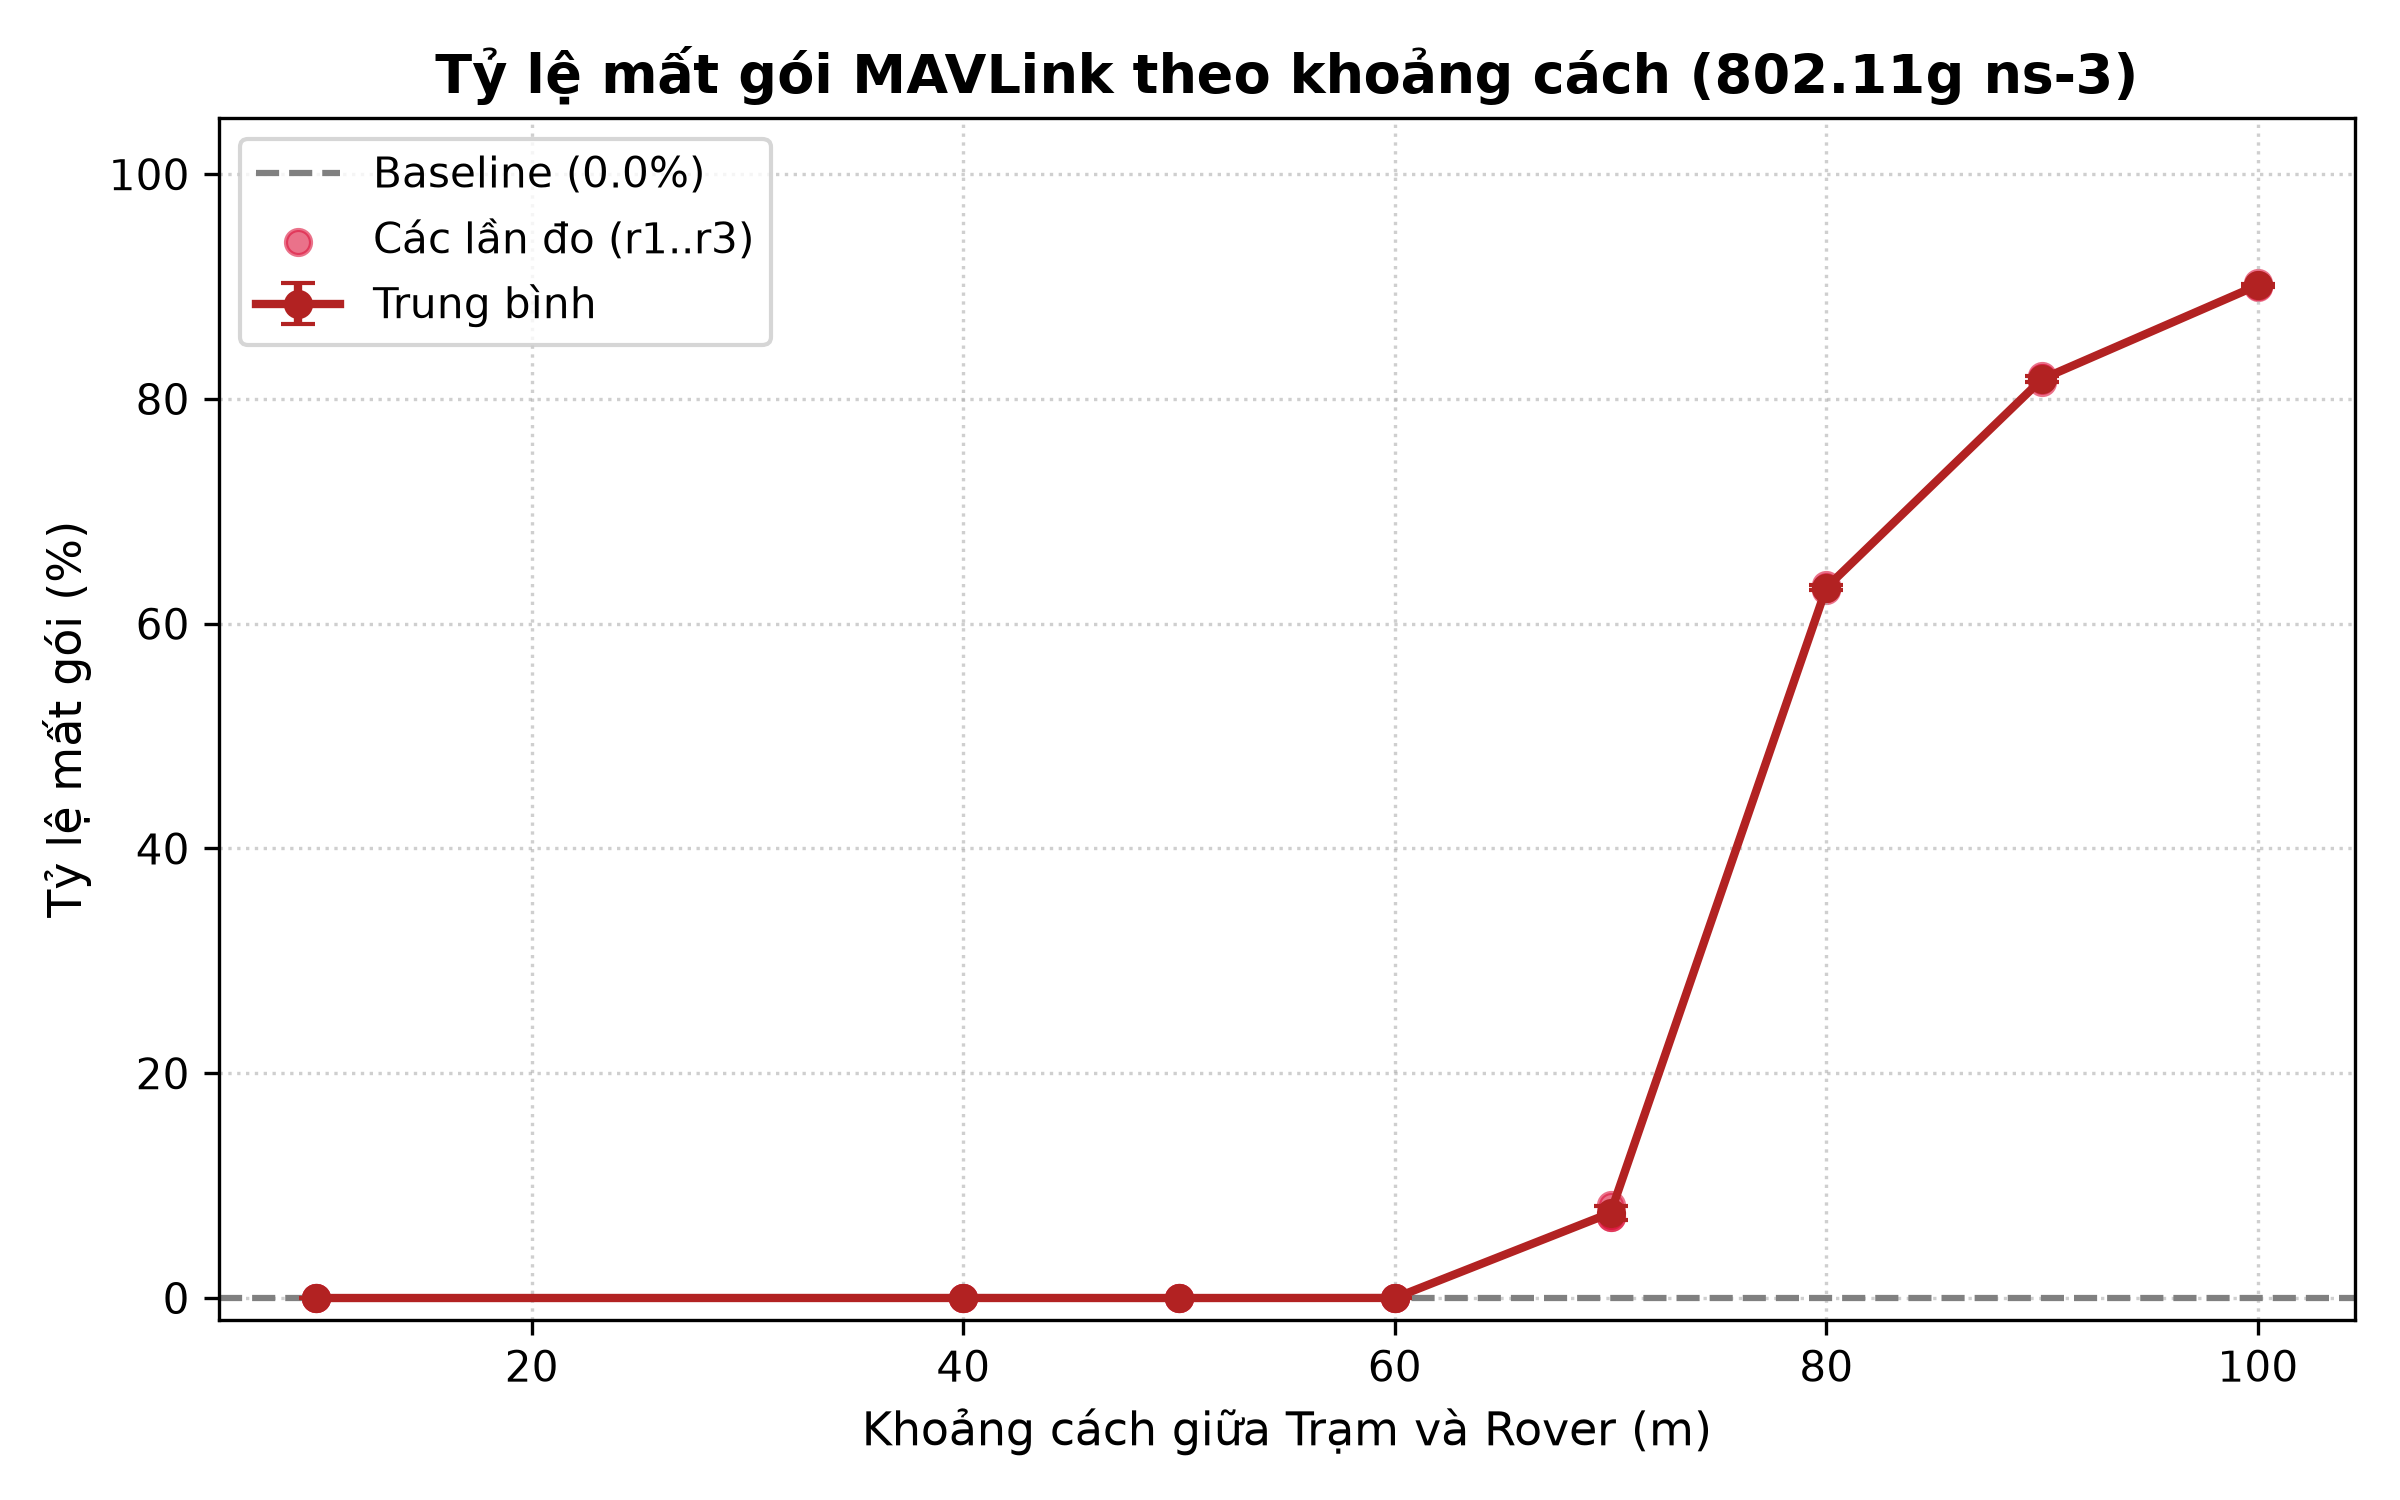 Tỷ lệ mất gói MAVLink theo khoảng cách (802.11g ns-3)
Baseline (0.0%)
Các lần đo (r1..r3)
Trung bình
Tỷ lệ mất gói (%)
100
80
60
40
20
0
20
40
60
80
100
Khoảng cách giữa Trạm và Rover (m)